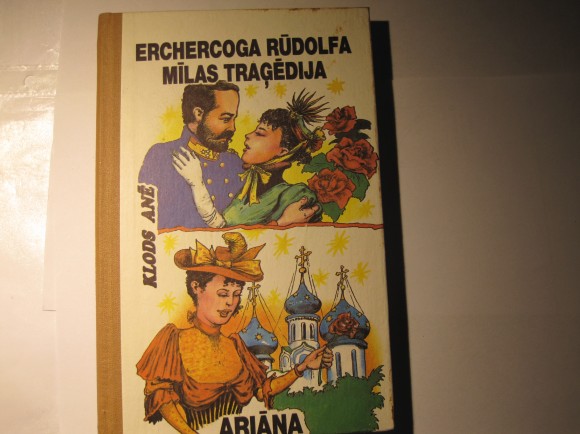 ERCHERCOGA RŪDOLFA
MĪLAS TRAĢĒDIJA
KLODS ANĒ
ARIĀNA